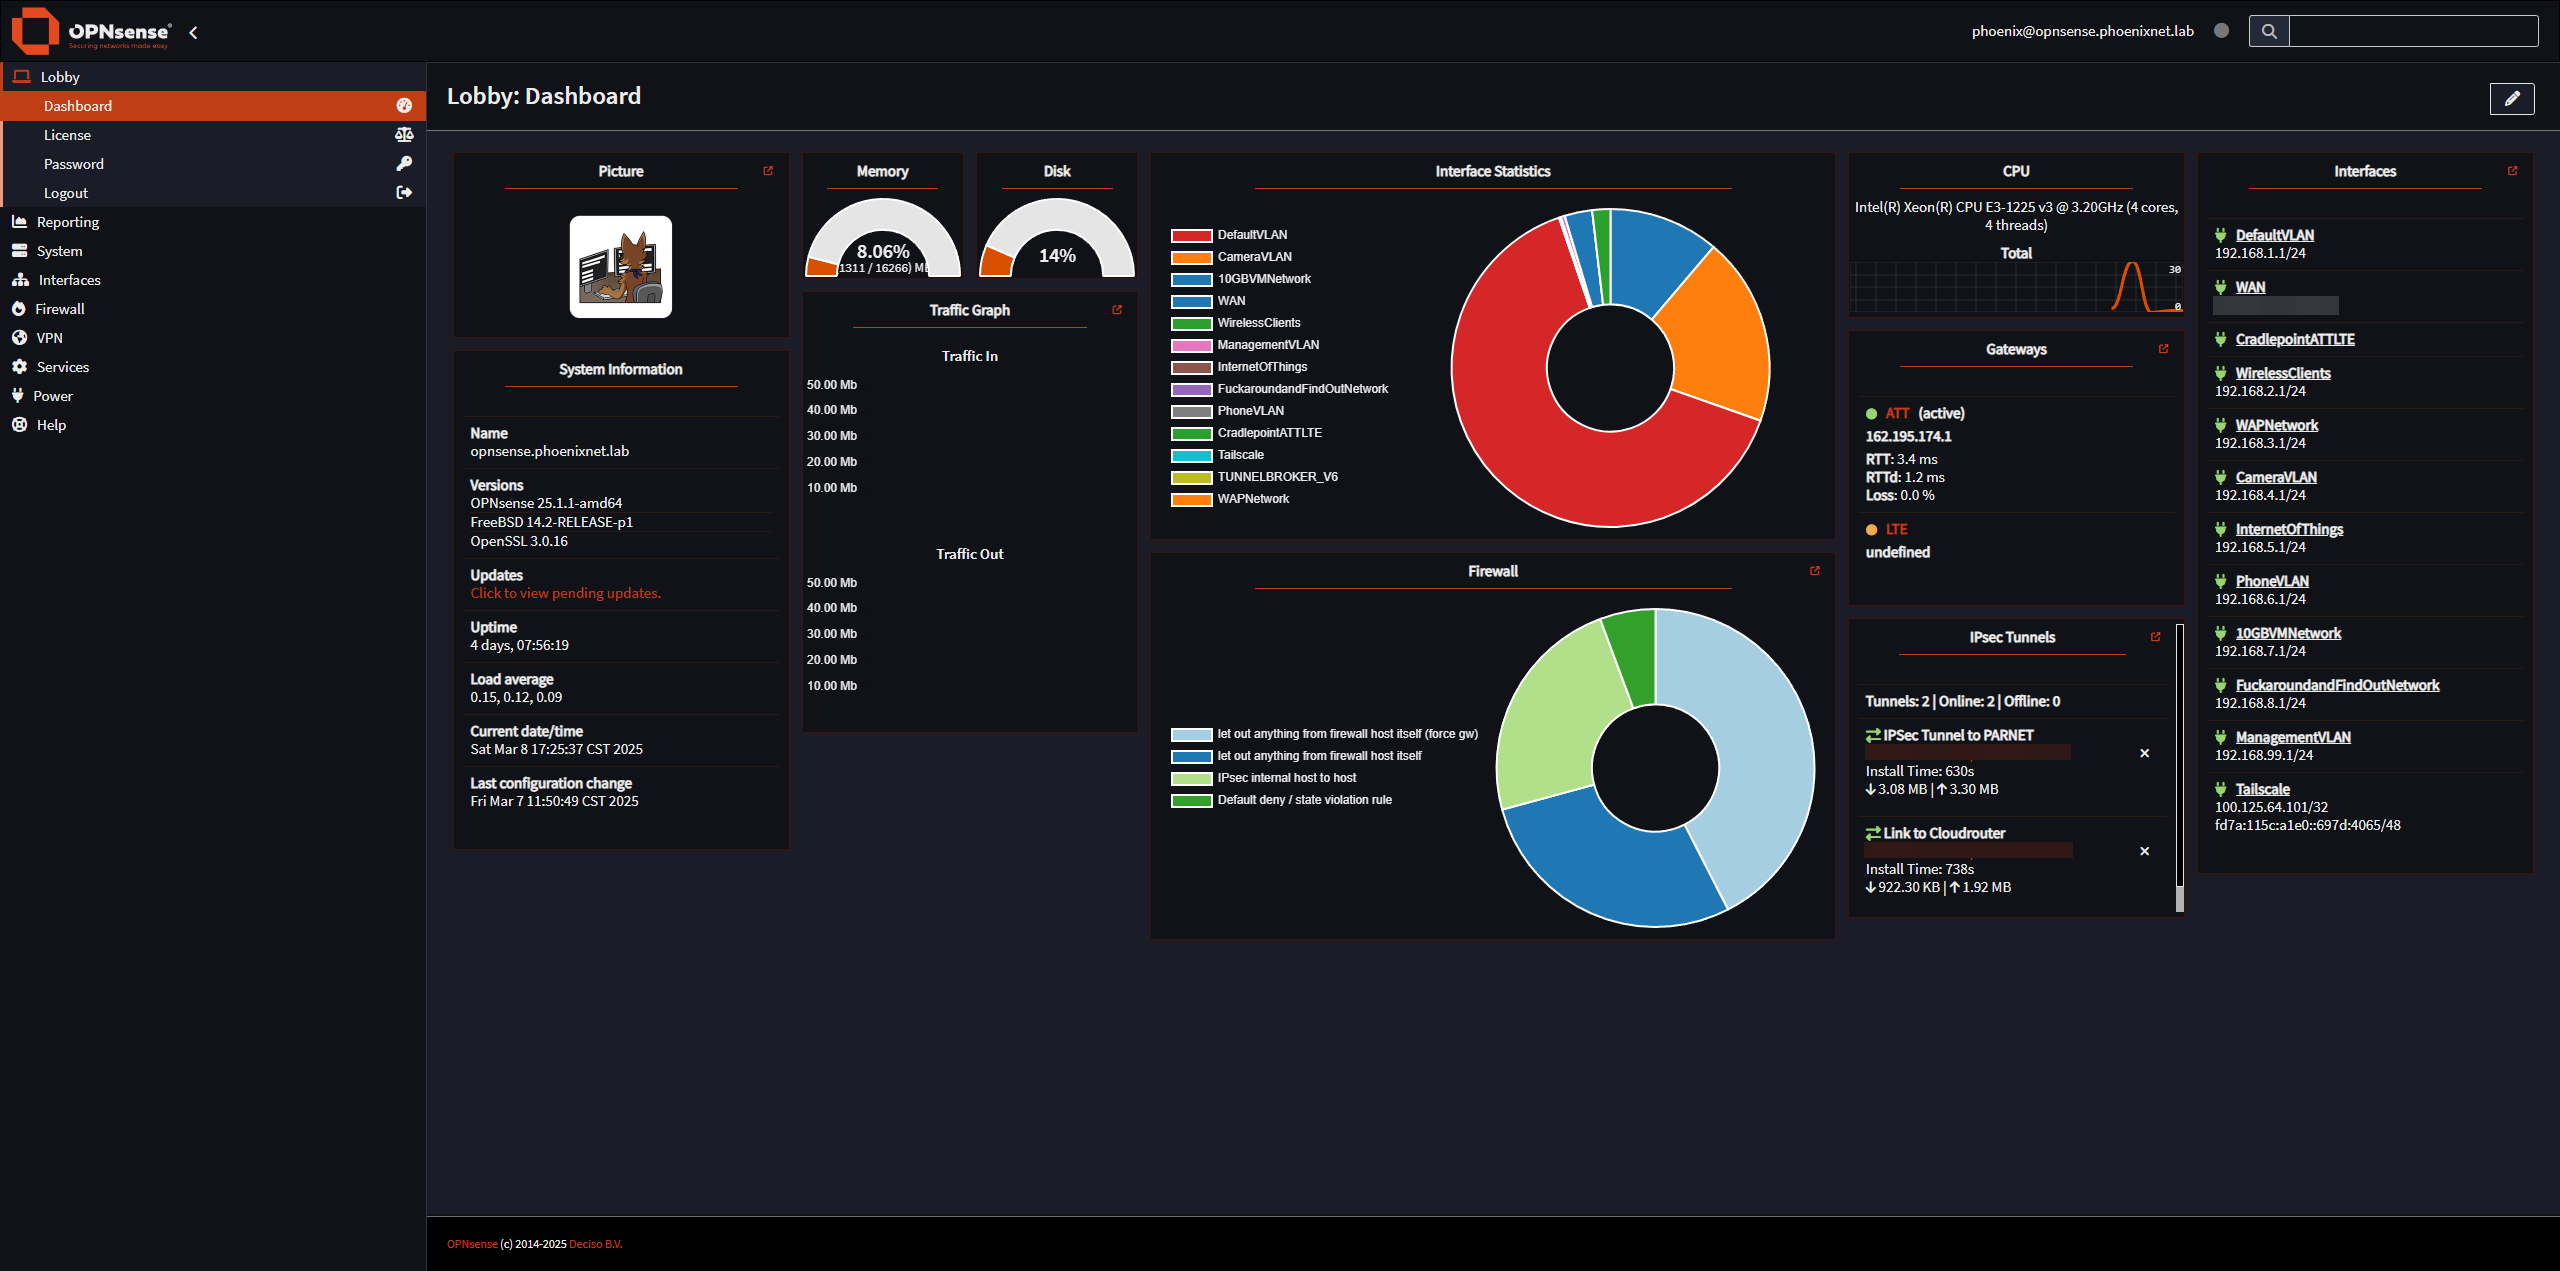 OPNsense®
Securing networks made easy
phoenix@opnsense.phoenixnet.lab
Lobby
Dashboard
License
Password
Logout
Reporting
System
Interfaces
Firewall
VPN
Services
Power
Help
Lobby: Dashboard
Picture
System Information
Name
opnsense.phoenixnet.lab
Versions
OPNsense 25.1.1-amd64
FreeBSD 14.2-RELEASE-p1
OpenSSL 3.0.16
Updates
Click to view pending updates.
Uptime
4 days, 07:56:19
Load average
0.15, 0.12, 0.09
Current date/time
Sat Mar 8 17:25:37 CST 2025
Last configuration change
Fri Mar 7 11:50:49 CST 2025
Memory
8.06%
(1311 / 16266) MB
Disk
14%
Traffic Graph
Traffic In
50.00 Mb
40.00 Mb
30.00 Mb
20.00 Mb
10.00 Mb
Traffic Out
50.00 Mb
40.00 Mb
30.00 Mb
20.00 Mb
10.00 Mb
Interface Statistics
DefaultVLAN
CameraVLAN
10GBVMNetwork
WAN
WirelessClients
ManagementVLAN
InternetOfThings
FuckaroundandFindOutNetwork
PhoneVLAN
CradlepointATTLTE
Tailscale
TUNNELBROKER_V6
WAPNetwork
Firewall
let out anything from firewall host itself (force gw)
let out anything from firewall host itself
IPsec internal host to host
Default deny / state violation rule
CPU
Intel(R) Xeon(R) CPU E3-1225 v3 @ 3.20GHz (4 cores,
4 threads)
Total
30
0
Gateways
ATT (active)
162.195.174.1
RTT: 3.4 ms
RTTd: 1.2 ms
Loss: 0.0 %
LTE
undefined
IPsec Tunnels
Tunnels: 2 | Online: 2 | Offline: 0
IPSec Tunnel to PARNET
Install Time: 630s
3.08 MB | 3.30 MB
Link to Cloudrouter
Install Time: 738s
922.30 KB | 1.92 MB
Interfaces
DefaultVLAN
192.168.1.1/24
WAN
CradlepointATTLTE
WirelessClients
192.168.2.1/24
WAPNetwork
192.168.3.1/24
CameraVLAN
192.168.4.1/24
InternetOfThings
192.168.5.1/24
PhoneVLAN
192.168.6.1/24
10GBVMNetwork
192.168.7.1/24
FuckaroundandFindOutNetwork
192.168.8.1/24
ManagementVLAN
192.168.99.1/24
Tailscale
100.125.64.101/32
fd7a:115c:a1e0::697d:4065/48
OPNsense (c) 2014-2025 Deciso B.V.